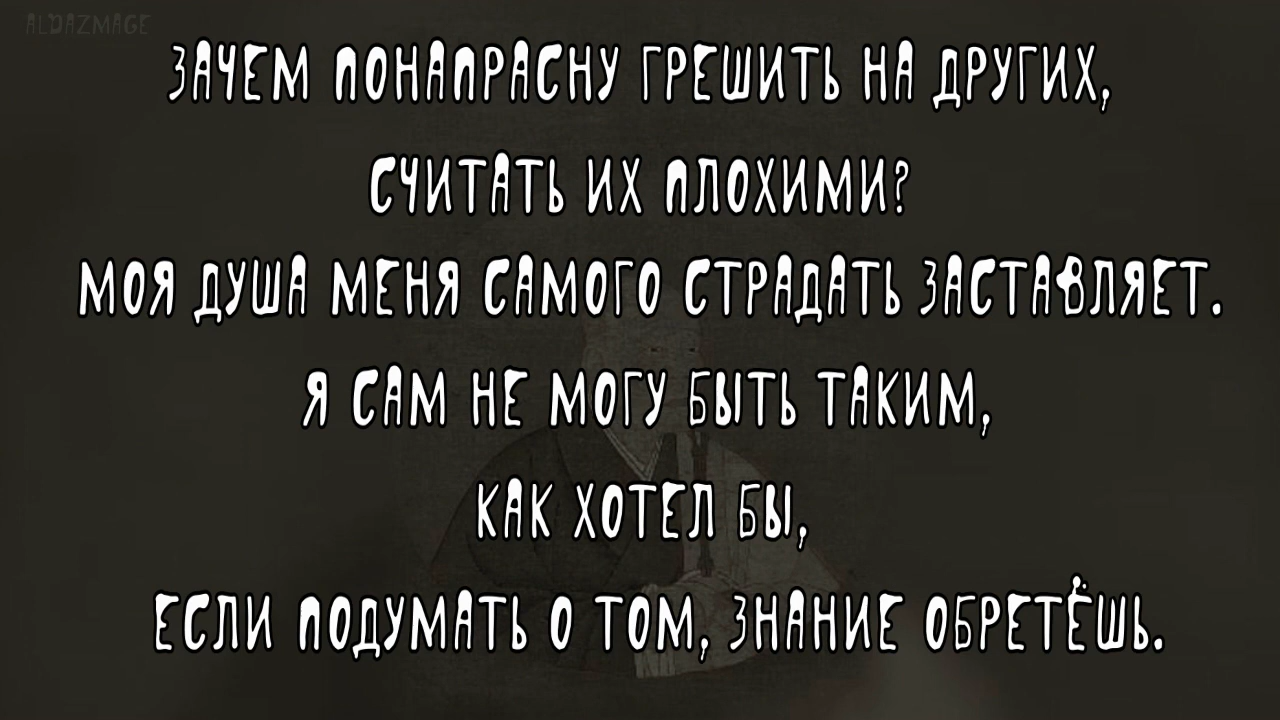 ALDAZMAGE
ЗАЧЕМ ПОНАПРАСНУ ГРЕШИТЬ НА ДРУГИХ,
СЧИТАТЬ ИХ ПЛОХИМИ?
МОЯ ДУША МЕНЯ САМОГО СТРАДАТЬ ЗАСТАВЛЯЕТ.
Я САМ НЕ МОГУ БЫТЬ ТАКИМ,
КАК ХОТЕЛ БЫ,
ЕСЛИ ПОДУМАТЬ О ТОМ, ЗНАНИЕ ОБРЕТЁШЬ.